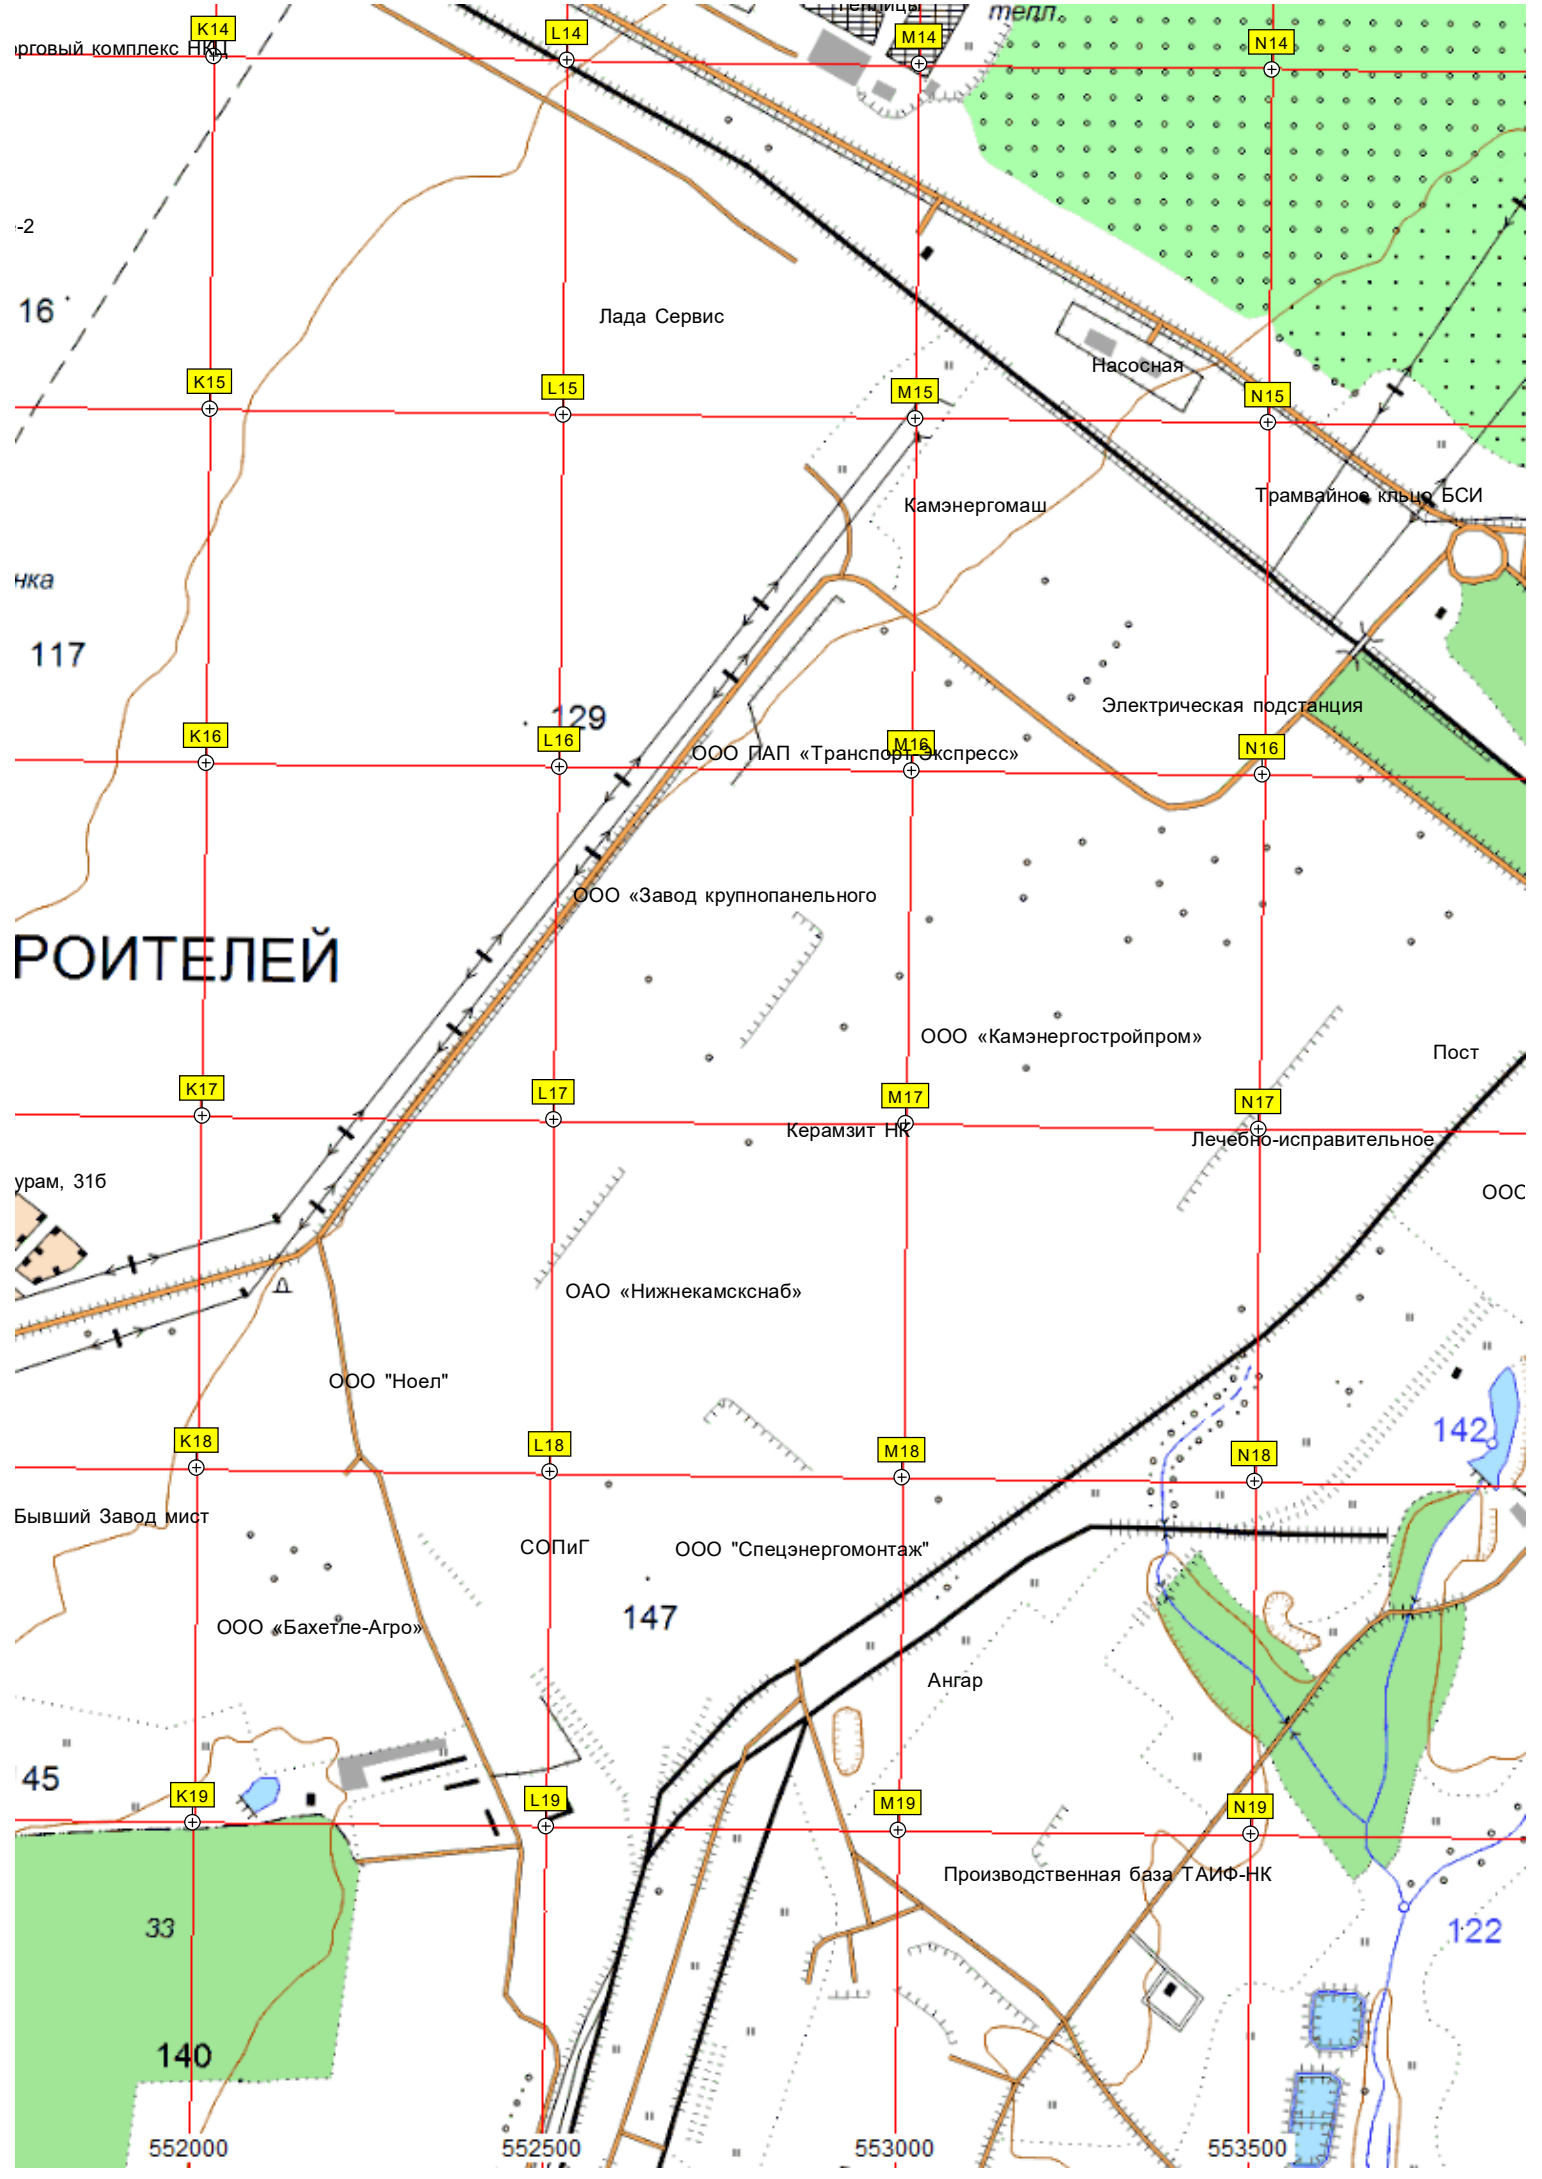 теплицы
тепл.
K14
L14
M14
N14
орговый комплекс НКЦ
-2
16
Лада Сервис
Насосная
K15
L15
M15
N15
Камэнергомаш
Трамвайное кльцо БСИ
нка
117
129
Электрическая подстанция
K16
L16
M16
N16
ООО ПАП «Транспорт-Экспресс»
ООО «Завод крупнопанельного
РОИТЕЛЕЙ
ООО «Камэнергостройпром»
Пост
K17
L17
M17
N17
Керамзит НК
Лечебно-исправительное
урам, 31б
ООО
ОАО «Нижнекамскснаб»
ООО "Ноел"
142
K18
L18
M18
N18
Бывший Завод мист
СОПиГ
ООО "Спецэнергомонтаж"
147
ООО «Бахетле-Агро»
Ангар
45
K19
L19
M19
N19
Производственная база ТАИФ-НК
33
122
140
552000
552500
553000
553500